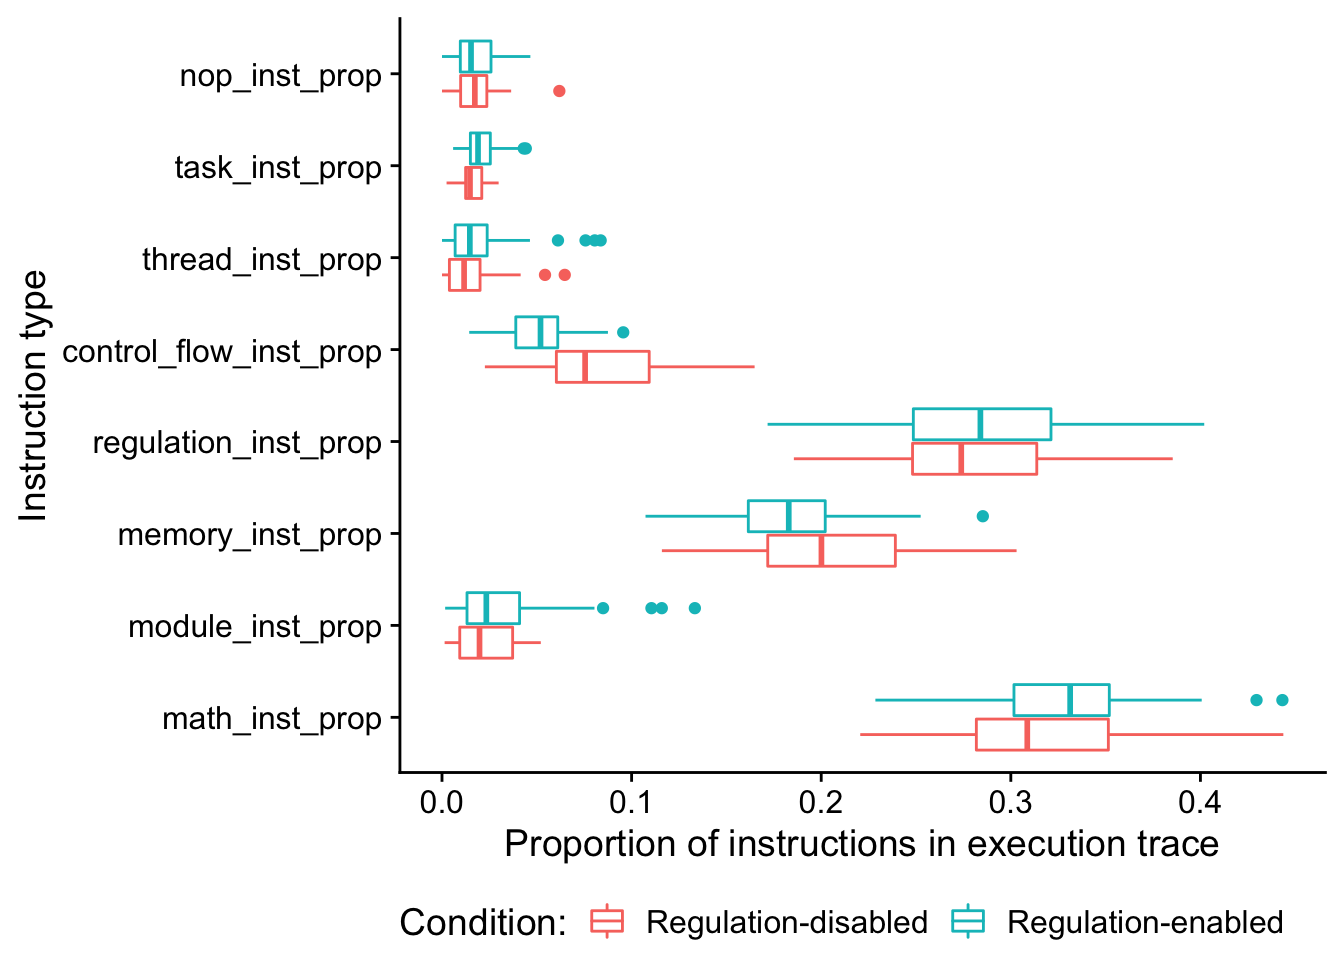 nop_inst_prop
task_inst_prop
thread_inst_prop
control_flow_inst_prop
regulation_inst_prop
memory_inst_prop
module_inst_prop
math_inst_prop
Instruction type
0.0 0.1 0.2 0.3 0.4
Proportion of instructions in execution trace
Condition: Regulation-disabled Regulation-enabled